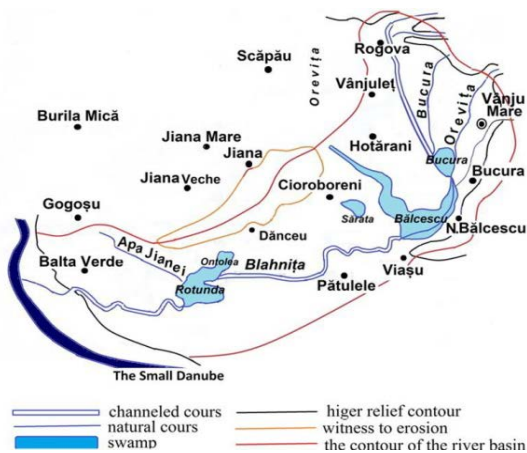 Rogova
Scăpău
Orevița
Vânjuleț
Bucura
Orevița
Vânju
Mare
Burila Mică
Jiana Mare
Hotărani
Jiana
Bucura
Jiana Veche
Cioroboreni
Bucura
Gogoșu
Sărata
Bălcescu
N.Bălcescu
Apa Jianei
Dănceu
Balta Verde
Ontolea
Blahnița
Viașu
Rotunda
Pătulele
The Small Danube
channeled cours
higer relief contour
natural cours
witness to erosion
swamp
the contour of the river basin